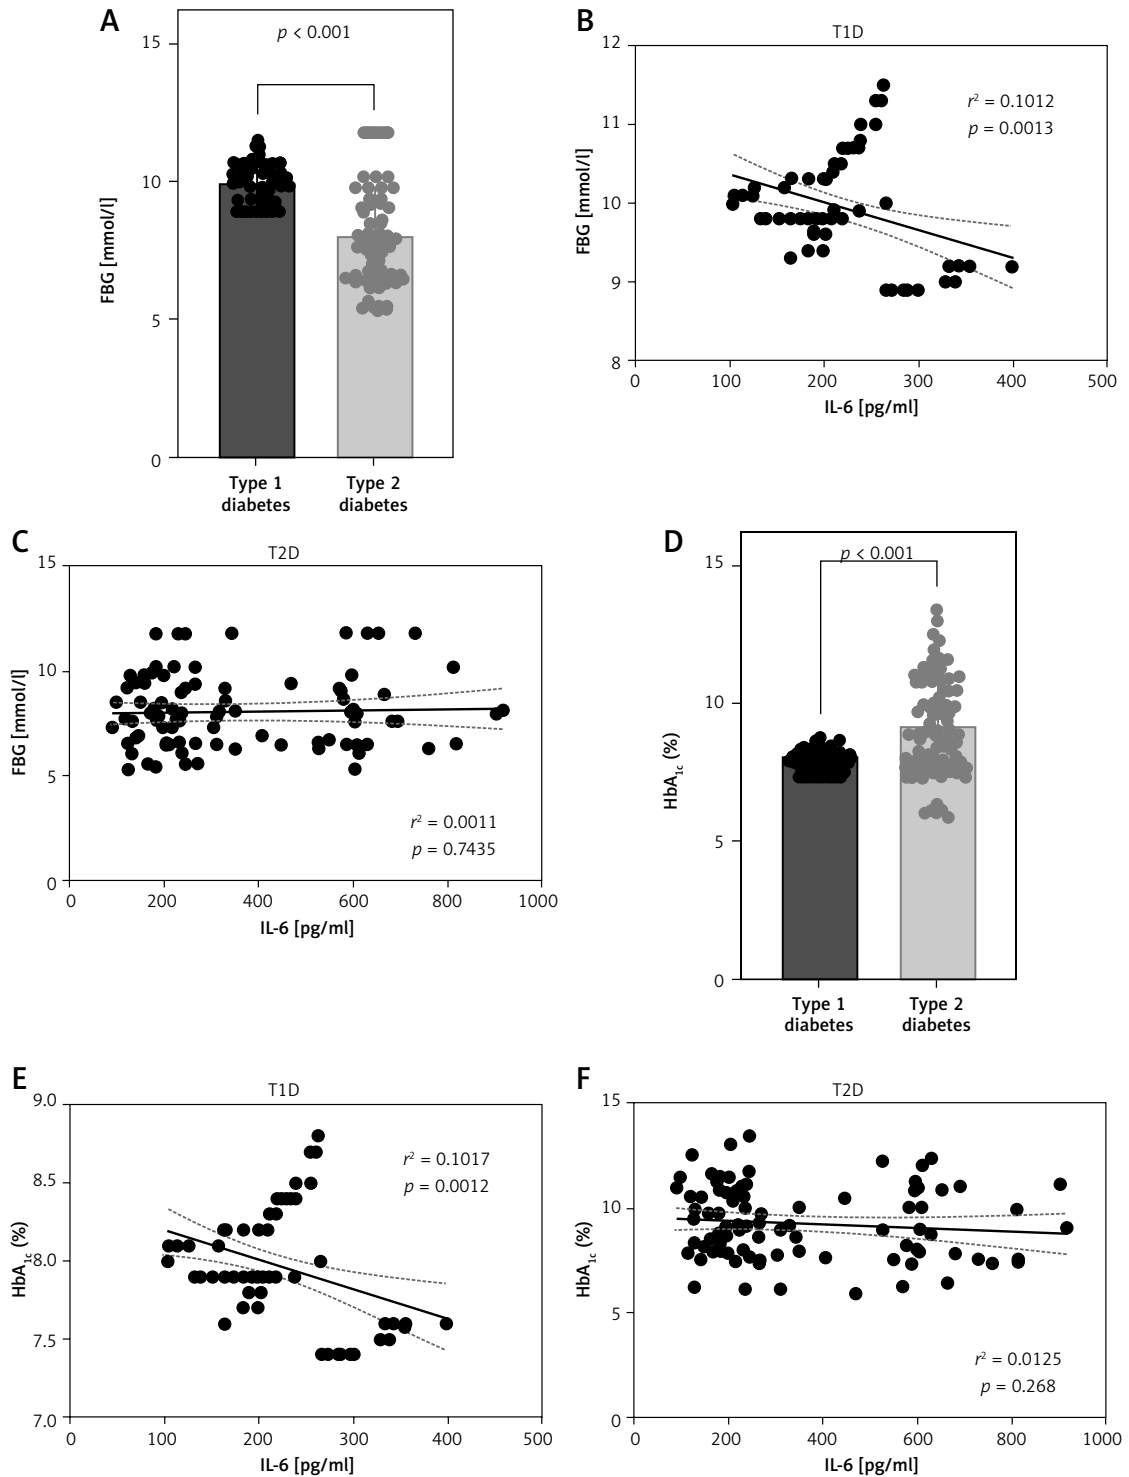 A
p < 0.001
FBG [mmol/l]
15
10
5
0
Type 1
diabetes
Type 2
diabetes
B
T1D
r² = 0.1012
p = 0.0013
FBG [mmol/l]
12
11
10
9
8
0 100 200 300 400 500
IL-6 [pg/ml]
C
T2D
FBG [mmol/l]
15
10
5
0
r² = 0.0011
p = 0.7435
0 200 400 600 800 1000
IL-6 [pg/ml]
D
p < 0.001
HbA1c (%)
15
10
5
0
Type 1
diabetes
Type 2
diabetes
E
T1D
HbA1c (%)
9.0
8.5
8.0
7.5
7.0
r² = 0.1017
p = 0.0012
0 100 200 300 400 500
IL-6 [pg/ml]
F
T2D
HbA1c (%)
15
10
5
0
r² = 0.0125
p = 0.268
0 200 400 600 800 1000
IL-6 [pg/ml]